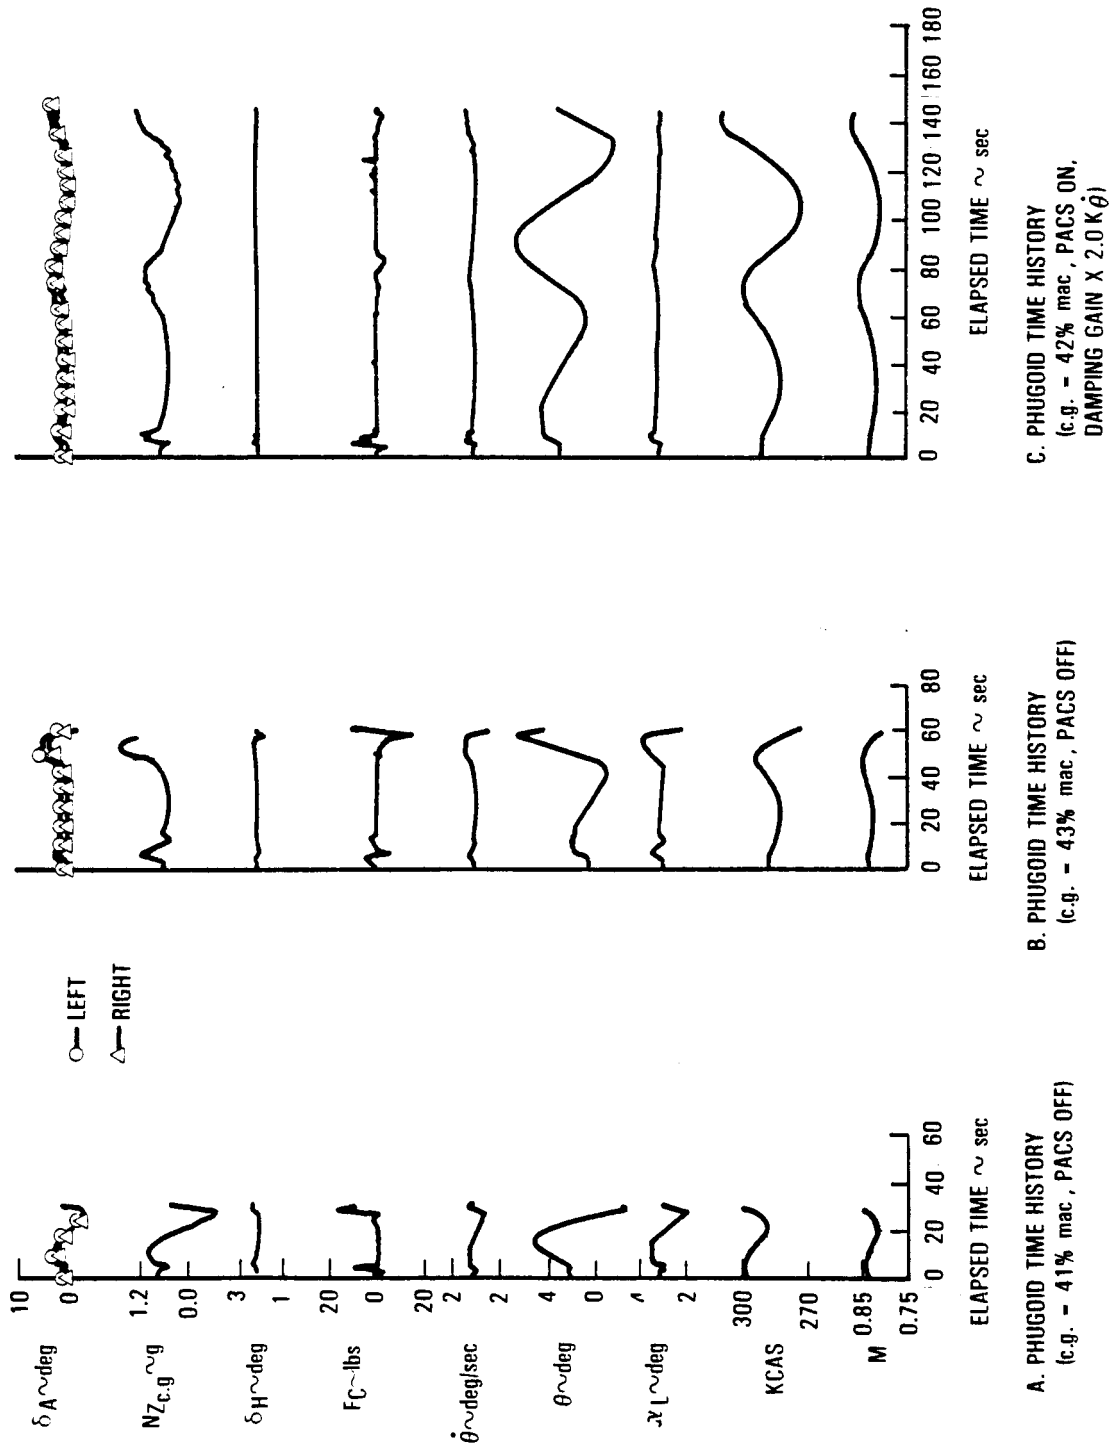 δA ~ deg
10
0
NZc.g ~ g
1.2
0.0
δH ~ deg
3
1
FC ~ lbs
20
0
20
θ̇ ~ deg/sec
2
2
θ ~ deg
4
0
L ~ deg
4
2
KCAS
300
270
M
0.85
0.75
LEFT
RIGHT
0 20 40 60
ELAPSED TIME ~ sec
A. PHUGOID TIME HISTORY
(c.g. = 41% mac, PACS OFF)
0 20 40 60 80
ELAPSED TIME ~ sec
B. PHUGOID TIME HISTORY
(c.g. = 43% mac, PACS OFF)
0 20 40 60 80 100 120 140 160 180
ELAPSED TIME ~ sec
C. PHUGOID TIME HISTORY
(c.g. = 42% mac, PACS ON,
DAMPING GAIN X 2.0 K θ̇)